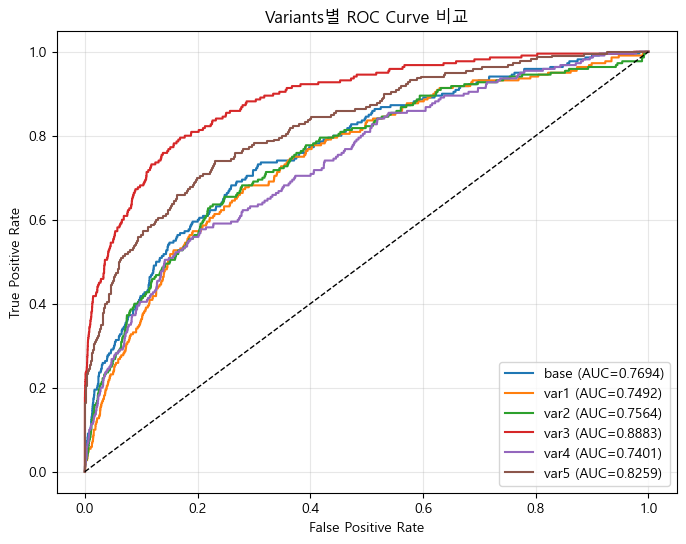 Variants별 ROC Curve 비교
True Positive Rate
1.0
0.8
0.6
0.4
0.2
0.0
base (AUC=0.7694)
var1 (AUC=0.7492)
var2 (AUC=0.7564)
var3 (AUC=0.8883)
var4 (AUC=0.7401)
var5 (AUC=0.8259)
0.0 0.2 0.4 0.6 0.8 1.0
False Positive Rate